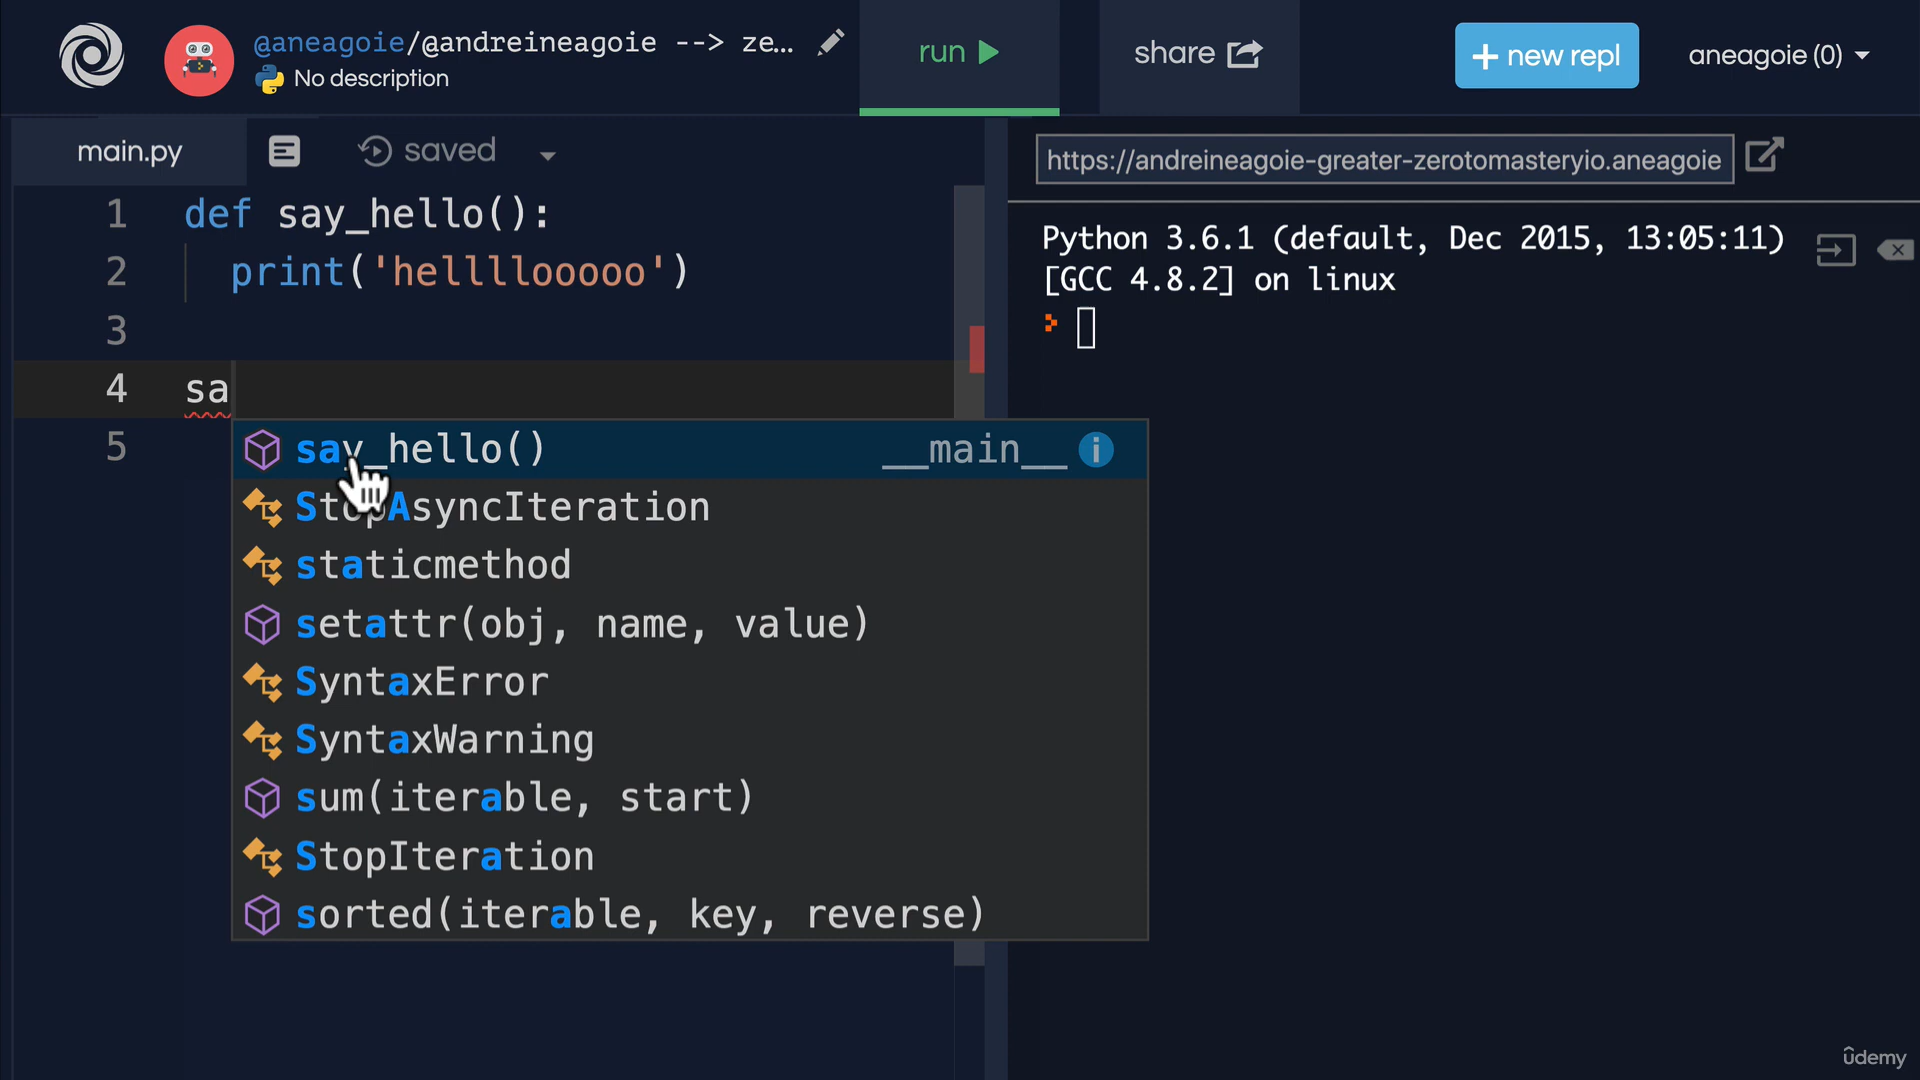 @aneagoie/@andreineagoie --> ze...
No description
run
share
+ new repl
aneagoie (0)
main.py
saved
https://andreineagoie-greater-zerotomasteryio.aneagoie
1 def say_hello():
2 print('hellllooooo')
3
4 sa
5
say_hello() __main__ i
StopAsyncIteration
staticmethod
setattr(obj, name, value)
SyntaxError
SyntaxWarning
sum(iterable, start)
StopIteration
sorted(iterable, key, reverse)
Python 3.6.1 (default, Dec 2015, 13:05:11)
[GCC 4.8.2] on linux
ûdemy